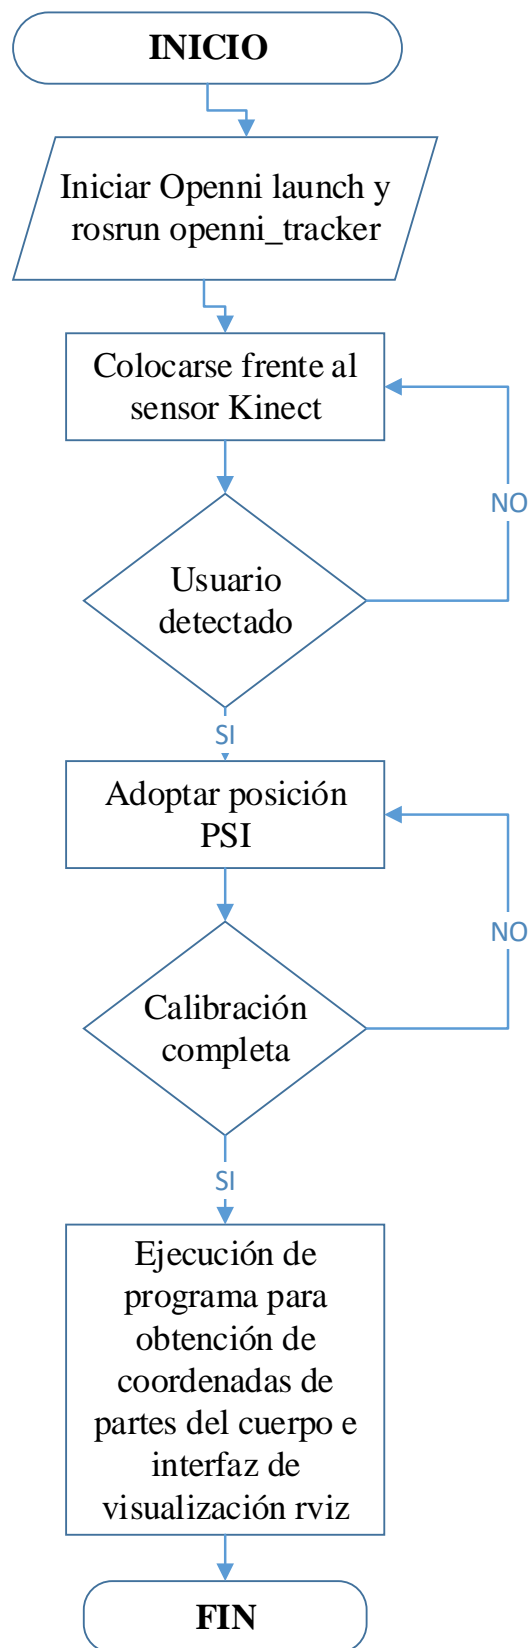 INICIO
Iniciar Openni launch y
rosrun openni_tracker
Colocarse frente al
sensor Kinect
NO
Usuario
detectado
SI
Adoptar posición
PSI
NO
Calibración
completa
SI
Ejecución de
programa para
obtención de
coordenadas de
partes del cuerpo e
interfaz de
visualización rviz
FIN